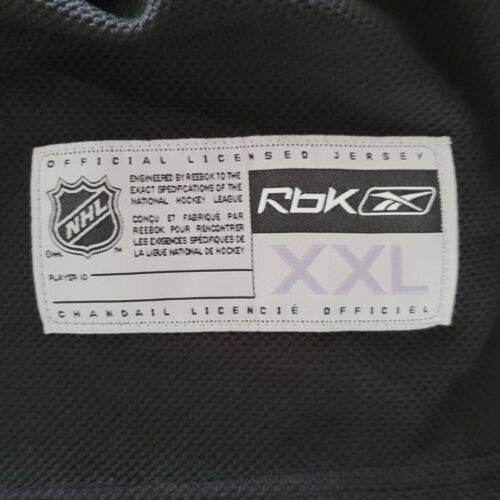 OFFICIAL LICENSED JERSEY
NHL
©NHL ™
ENGINEERED BY REEBOK TO THE
EXACT SPECIFICATIONS OF THE
NATIONAL HOCKEY LEAGUE
CONÇU ET FABRIQUÉ PAR
REEBOK POUR RENCONTRER
LES EXIGENCES SPÉCIFIQUES DE
LA LIGUE NATIONAL DE HOCKEY
PLAYER ID
Rbk
XXL
CHANDAIL LICENCIÉ OFFICIEL